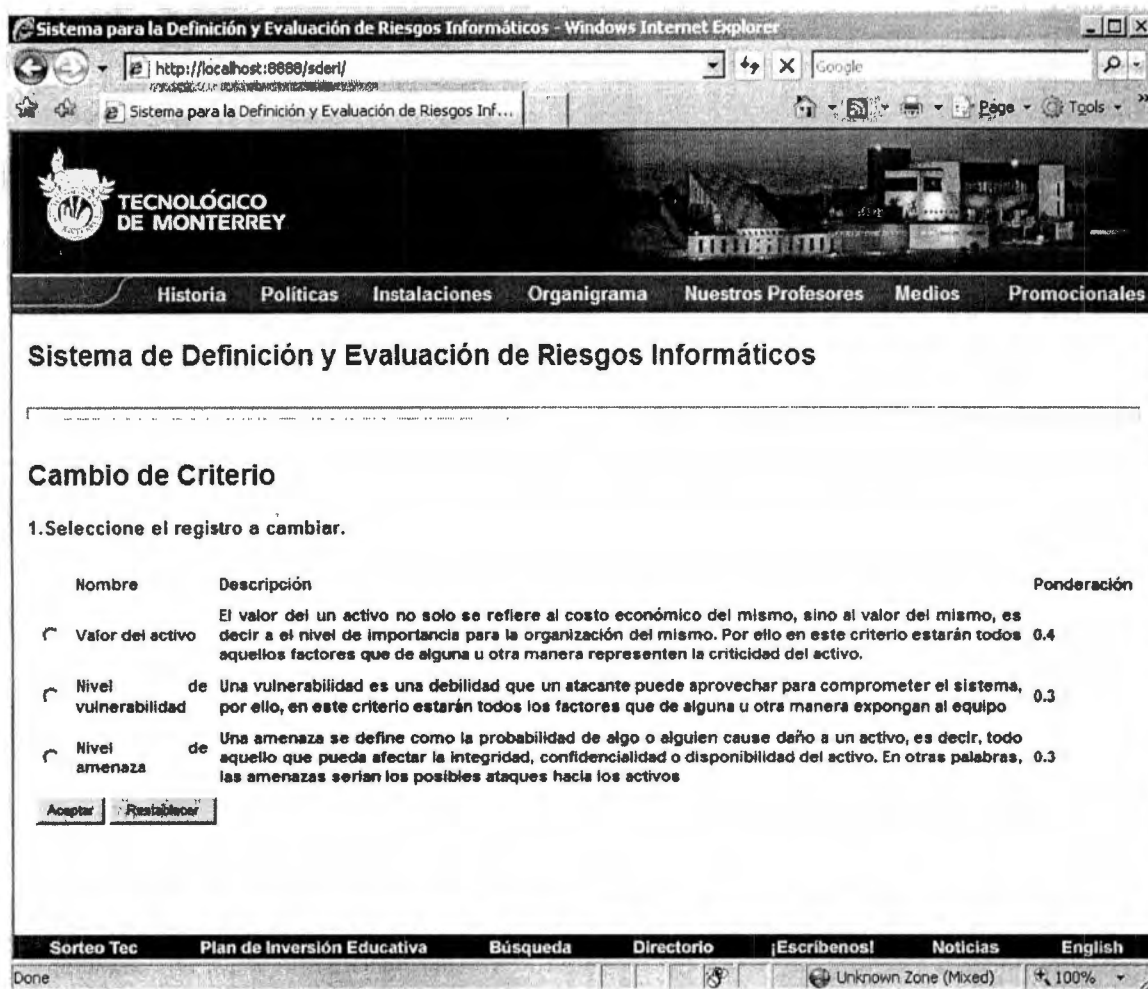 Sistema para la Definición y Evaluación de Riesgos Informáticos - Windows Internet Explorer
http://localhost:8888/sderi/
Google
Sistema para la Definición y Evaluación de Riesgos Inf...
Page
Tools
TECNOLÓGICO
DE MONTERREY
Historia Políticas Instalaciones Organigrama Nuestros Profesores Medios Promocionales
Sistema de Definición y Evaluación de Riesgos Informáticos
Cambio de Criterio
1.Seleccione el registro a cambiar.
Nombre Descripción Ponderación
El valor del un activo no solo se refiere al costo económico del mismo, sino al valor del mismo, es
Valor del activo decir a el nivel de importancia para la organización del mismo. Por ello en este criterio estarán todos 0.4
aquellos factores que de alguna u otra manera representen la criticidad del activo.
Nivel de Una vulnerabilidad es una debilidad que un atacante puede aprovechar para comprometer el sistema,
vulnerabilidad por ello, en este criterio estarán todos los factores que de alguna u otra manera expongan al equipo 0.3
Una amenaza se define como la probabilidad de algo o alguien cause daño a un activo, es decir, todo
Nivel de amenaza aquello que pueda afectar la integridad, confidencialidad o disponibilidad del activo. En otras palabras, 0.3
las amenazas serian los posibles ataques hacia los activos
Aceptar Restablecer
Sorteo Tec Plan de Inversión Educativa Búsqueda Directorio ¡Escríbenos! Noticias English
Done Unknown Zone (Mixed) 100%